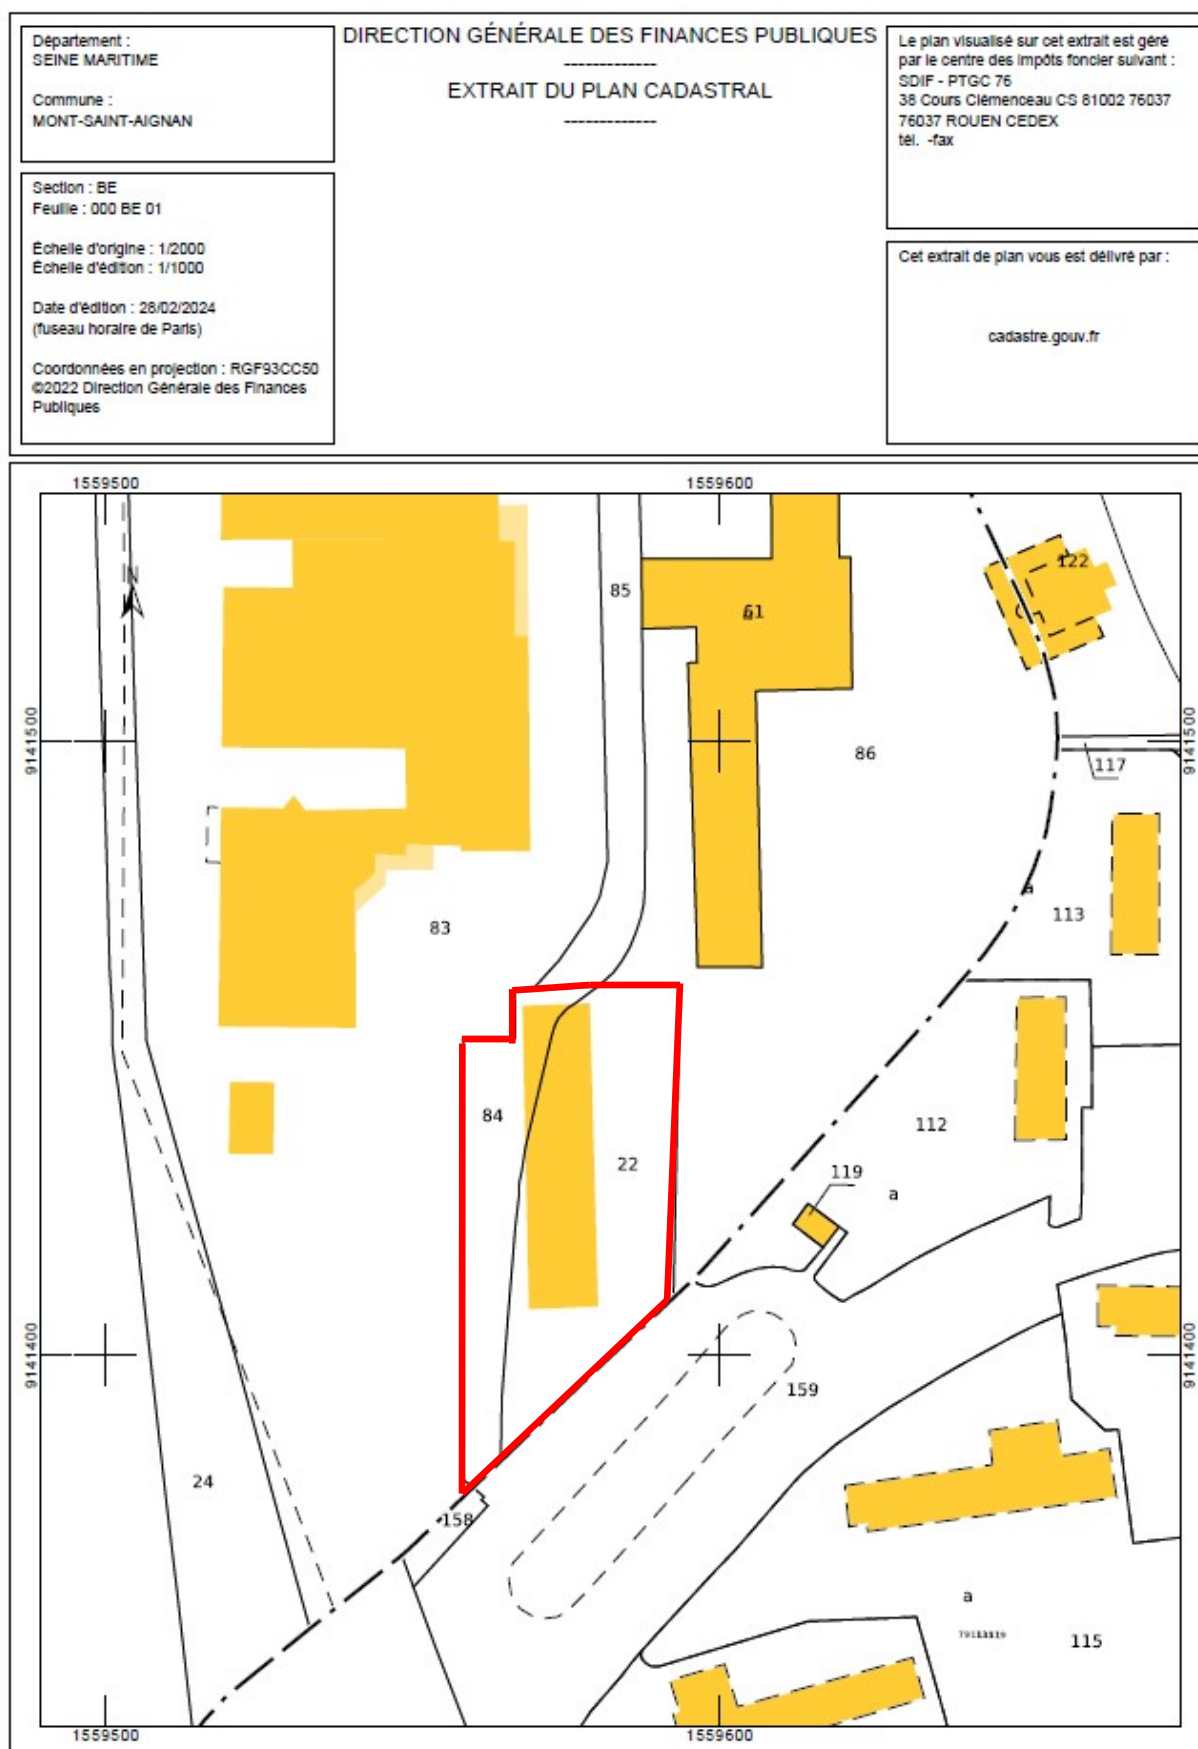 Département :
SEINE MARITIME
Commune :
MONT-SAINT-AIGNAN
Section : BE
Feuille : 000 BE 01
Échelle d'origine : 1/2000
Échelle d'édition : 1/1000
Date d'édition : 28/02/2024
(fuseau horaire de Paris)
Coordonnées en projection : RGF93CC50
©2022 Direction Générale des Finances
Publiques
DIRECTION GÉNÉRALE DES FINANCES PUBLIQUES
-------------
EXTRAIT DU PLAN CADASTRAL
-------------
Le plan visualisé sur cet extrait est géré
par le centre des impôts foncier suivant :
SDIF - PTGC 76
38 Cours Clémenceau CS 81002 76037
76037 ROUEN CEDEX
tél. -fax
Cet extrait de plan vous est délivré par :
cadastre.gouv.fr
1559500
1559600
N
122
85
61
9141500
86
9141500
117
a
83
113
84
112
22
119
a
9141400
9141400
159
24
158
a
115
1559500
1559600